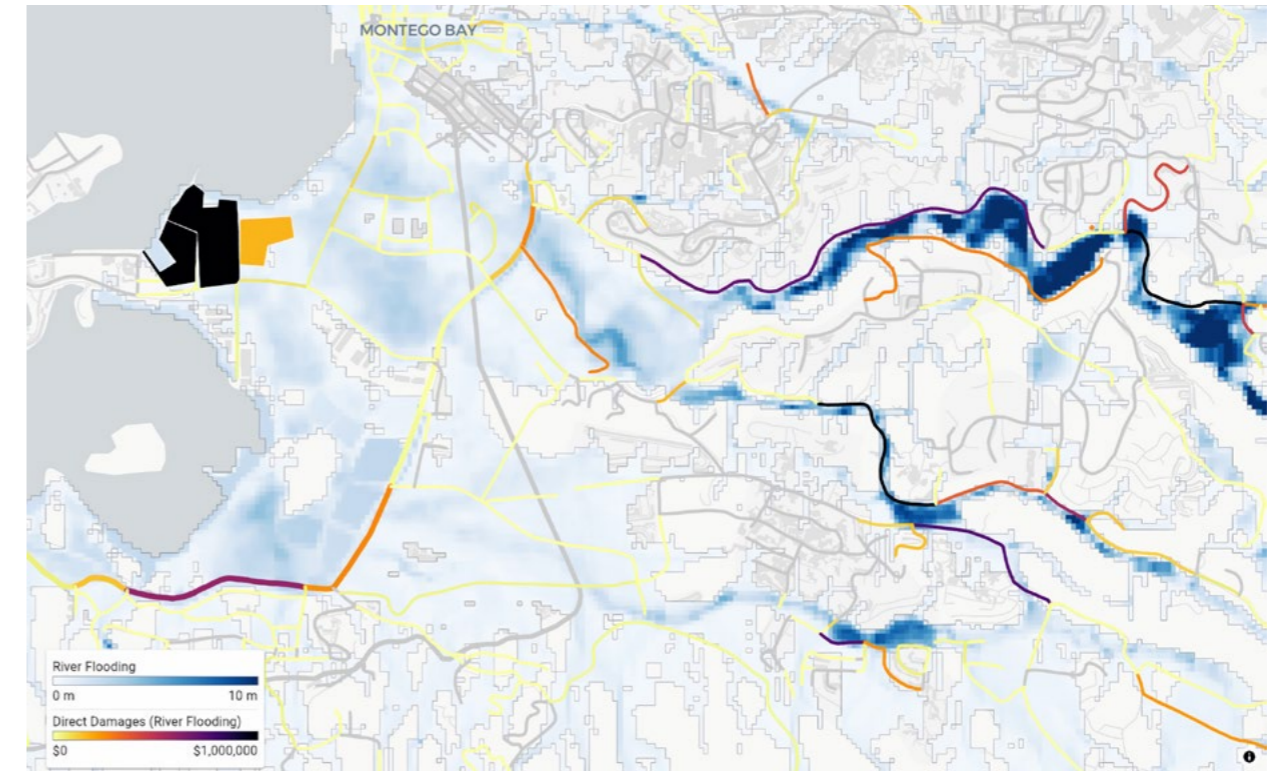 MONTEGO BAY
River Flooding
0 m 10 m
Direct Damages (River Flooding)
$0 $1,000,000